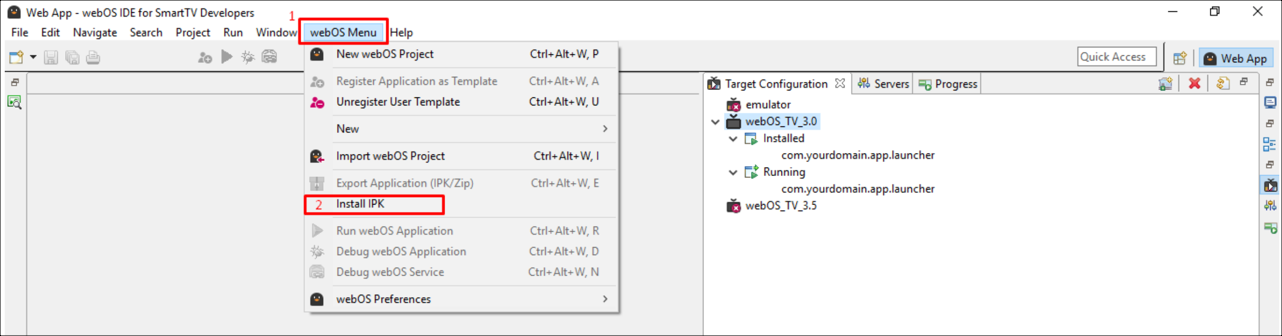 Web App - webOS IDE for SmartTV Developers
1
File Edit Navigate Search Project Run Window webOS Menu Help
New webOS Project Ctrl+Alt+W, P
Register Application as Template Ctrl+Alt+W, A
Unregister User Template Ctrl+Alt+W, U
New
Import webOS Project Ctrl+Alt+W, I
Export Application (IPK/Zip) Ctrl+Alt+W, E
2 Install IPK
Run webOS Application Ctrl+Alt+W, R
Debug webOS Application Ctrl+Alt+W, D
Debug webOS Service Ctrl+Alt+W, N
webOS Preferences
Quick Access Web App
Target Configuration Servers Progress
emulator
webOS_TV_3.0
Installed
com.yourdomain.app.launcher
Running
com.yourdomain.app.launcher
webOS_TV_3.5